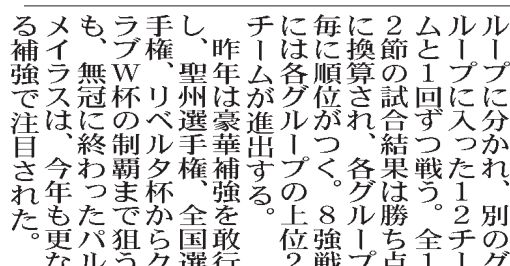 ループに分かれ、別のグ
ループに入った１２チー
ムと１回ずつ戦う。全１
２節の試合結果は勝ち点
に換算され、各グループ
毎に順位がつく。８強戦
には各グループの上位２
チームが進出する。
　昨年は豪華補強を敢行
し、聖州選手権、全国選
手権、リベルタ杯からク
ラブＷ杯の制覇まで狙う
も、無冠に終わったパル
メイラスは、今年も更な
る補強で注目された。